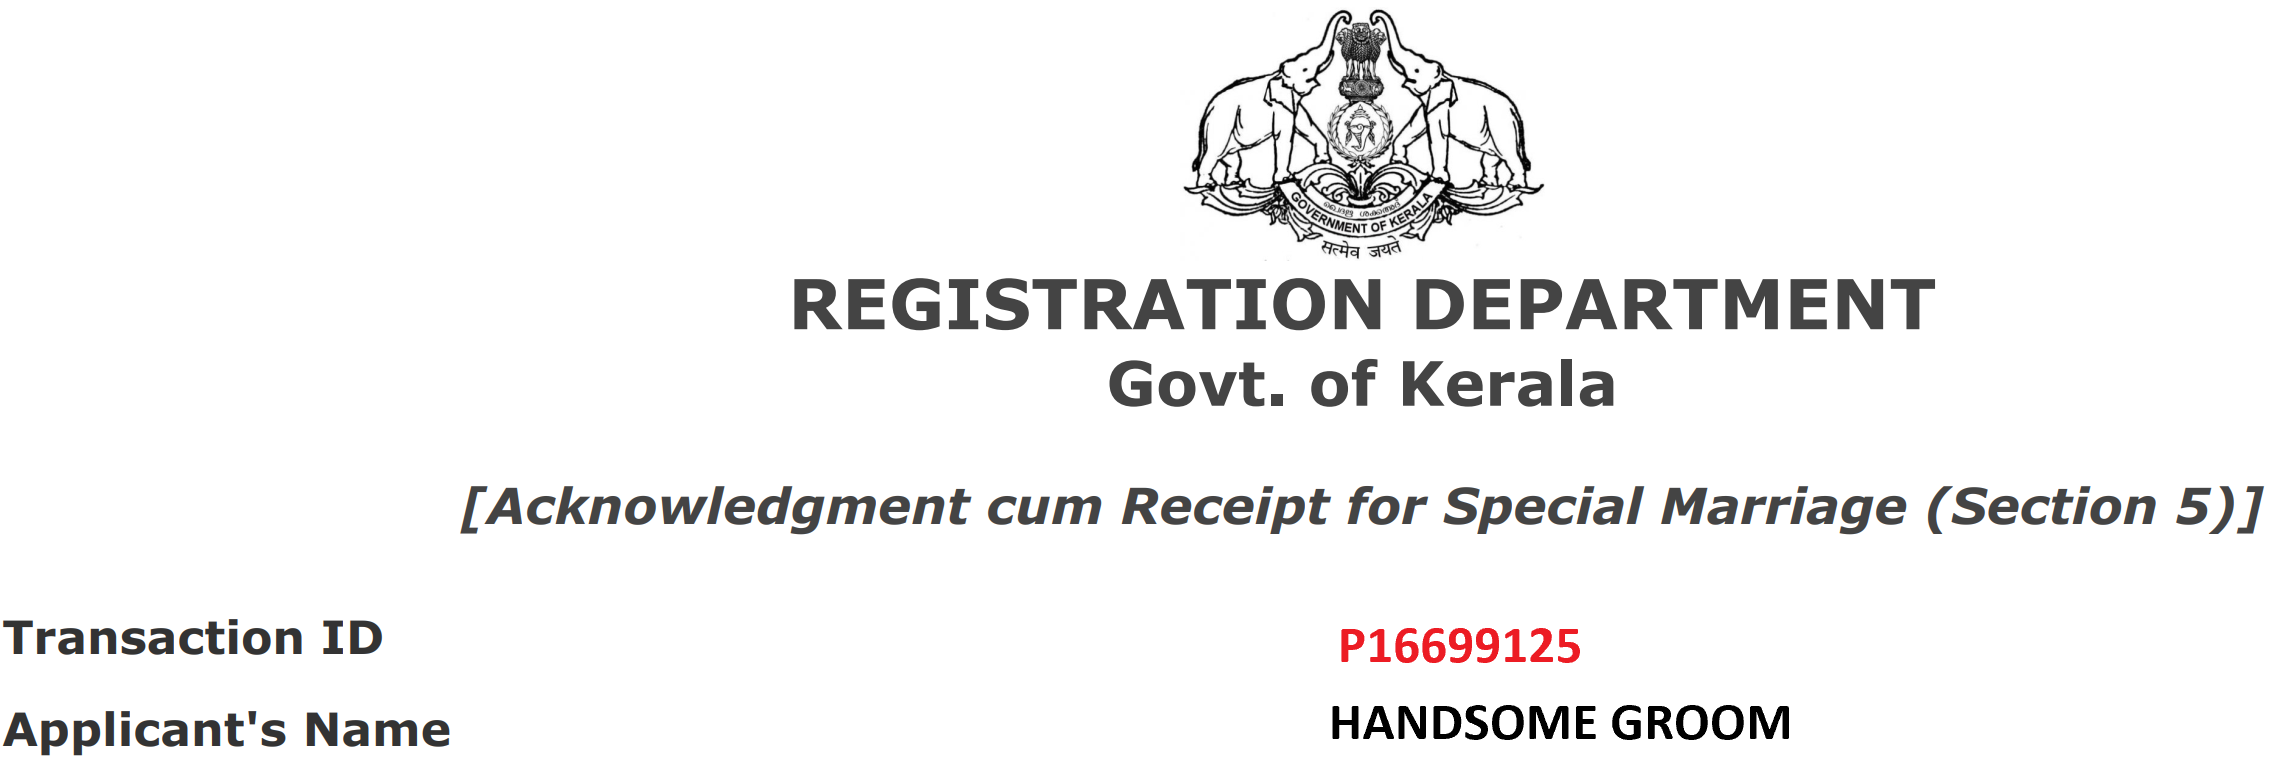 GOVERNMENT OF KERALA
सत्यमेव जयते
REGISTRATION DEPARTMENT
Govt. of Kerala
[Acknowledgment cum Receipt for Special Marriage (Section 5)]
Transaction ID P16699125
Applicant's Name HANDSOME GROOM